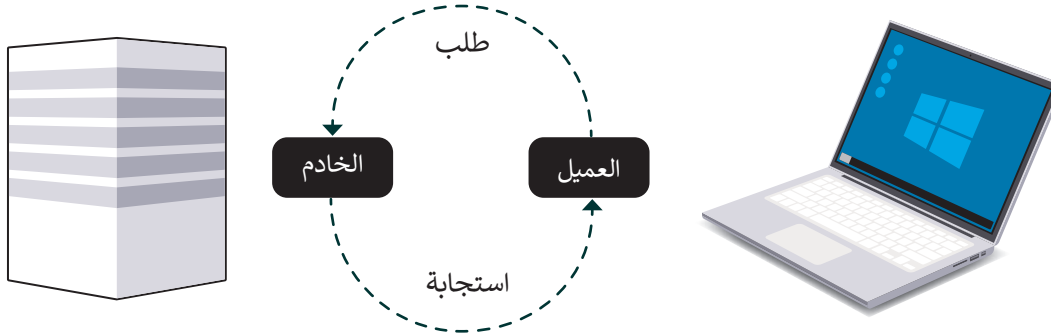 طلب
العميل
الخادم
استجابة